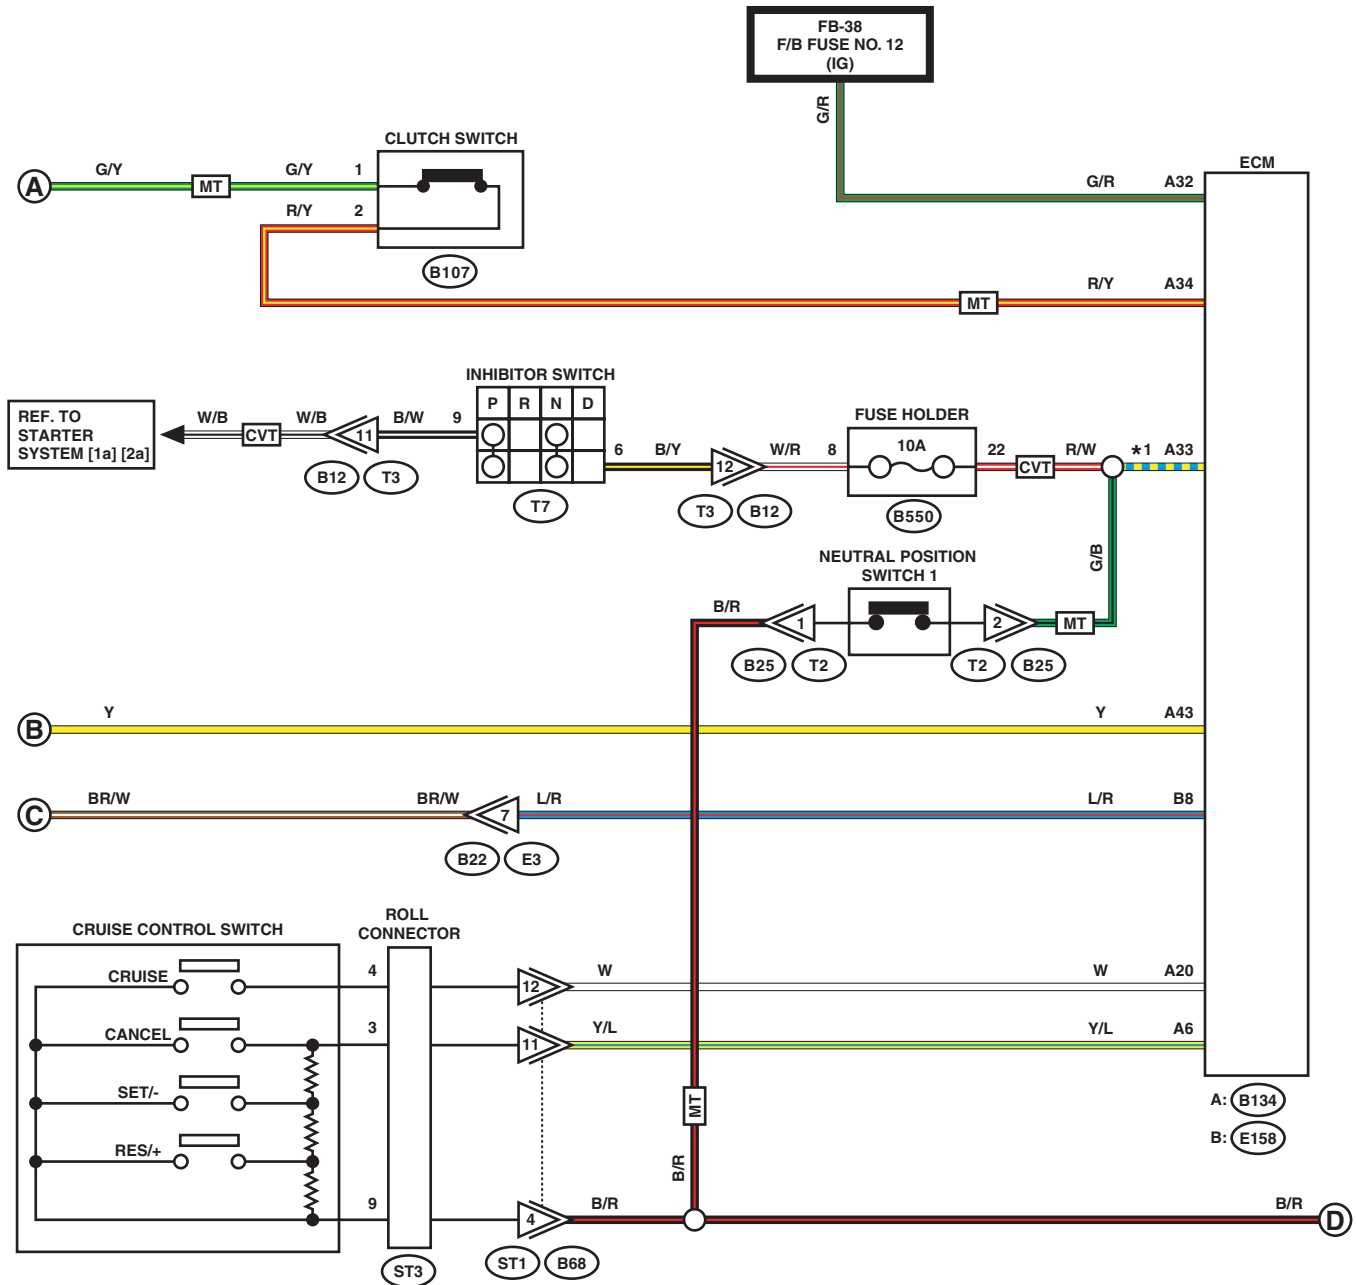 FB-38
F/B FUSE NO. 12
(IG)
G/R
CLUTCH SWITCH
ECM
A
G/Y
MT
G/Y
1
G/R
A32
R/Y
2
B107
R/Y
A34
MT
INHIBITOR SWITCH
P R N D
FUSE HOLDER
REF. TO
STARTER
SYSTEM [1a] [2a]
W/B
CVT
W/B
11
B/W
9
6
B/Y
12
W/R
8
10A
22
CVT
R/W
*1
A33
B12
T3
T7
T3
B12
B550
G/B
NEUTRAL POSITION
SWITCH 1
B/R
1
2
MT
B25
T2
T2
B25
B
Y
Y
A43
C
BR/W
BR/W
7
L/R
L/R
B8
B22
E3
CRUISE CONTROL SWITCH
ROLL
CONNECTOR
CRUISE
4
12
W
W
A20
CANCEL
3
11
Y/L
Y/L
A6
SET/-
MT
A:
B134
RES/+
B:
E158
B/R
9
4
B/R
B/R
D
ST3
ST1
B68